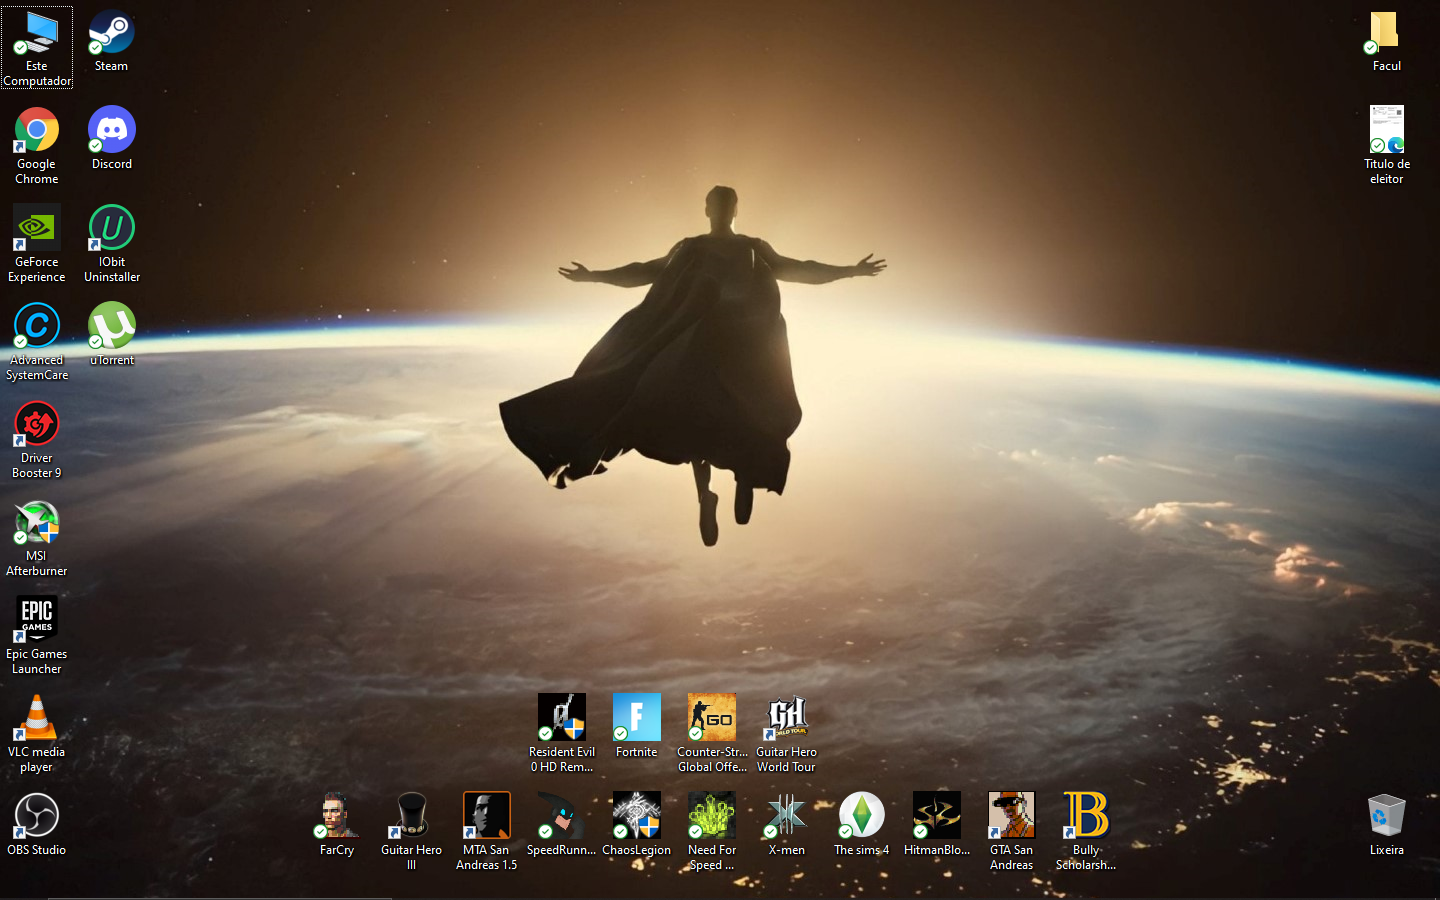 Este
Computador
Steam
Facul
Google
Chrome
Discord
Titulo de
eleitor
GeForce
Experience
IObit
Uninstaller
Advanced
SystemCare
uTorrent
Driver
Booster 9
MSI
Afterburner
EPIC
GAMES
Epic Games
Launcher
VLC media
player
Resident Evil
0 HD Rem...
Fortnite
GO
Counter-Str...
Global Offe...
GH
WORLD TOUR
Guitar Hero
World Tour
OBS Studio
FarCry
Guitar Hero
III
MTA San
Andreas 1.5
SpeedRunn...
ChaosLegion
Need For
Speed ...
X-men
The sims 4
HitmanBlo...
GTA San
Andreas
B
Bully
Scholarsh...
Lixeira